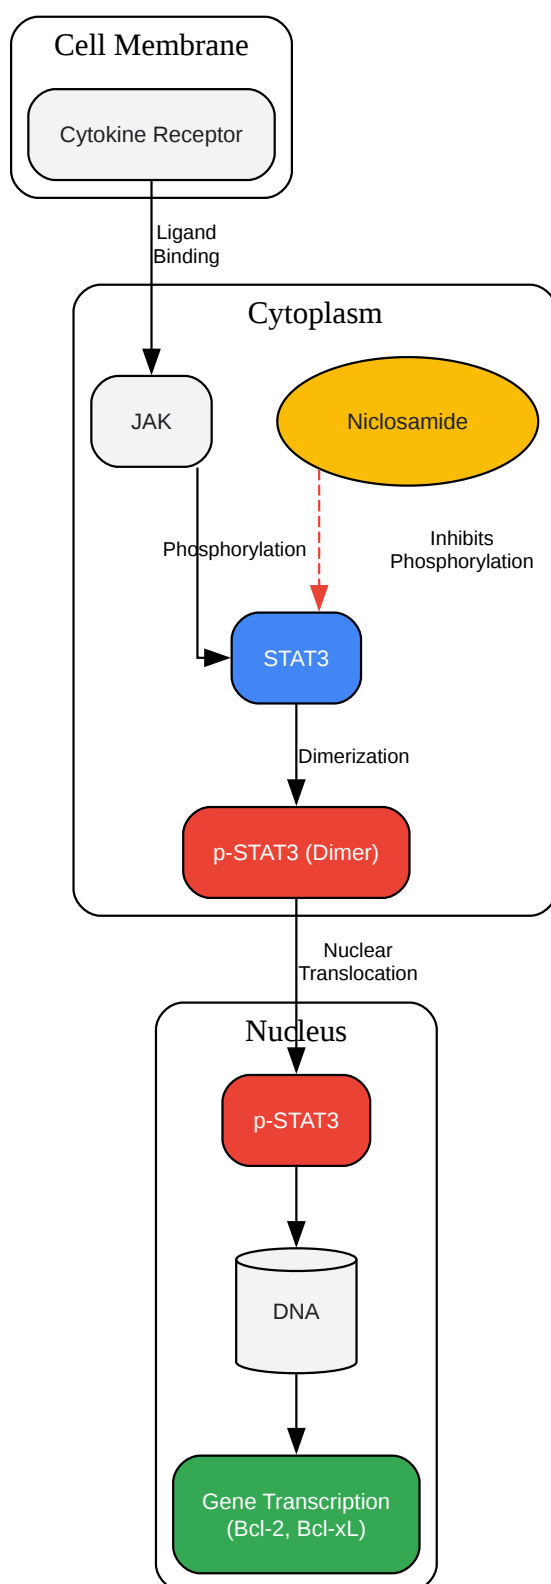 Cell Membrane
Cytokine Receptor
Ligand
Binding
Cytoplasm
JAK
Niclosamide
Phosphorylation
Inhibits
Phosphorylation
STAT3
Dimerization
p-STAT3 (Dimer)
Nuclear
Translocation
Nucleus
p-STAT3
DNA
Gene Transcription
(Bcl-2, Bcl-xL)